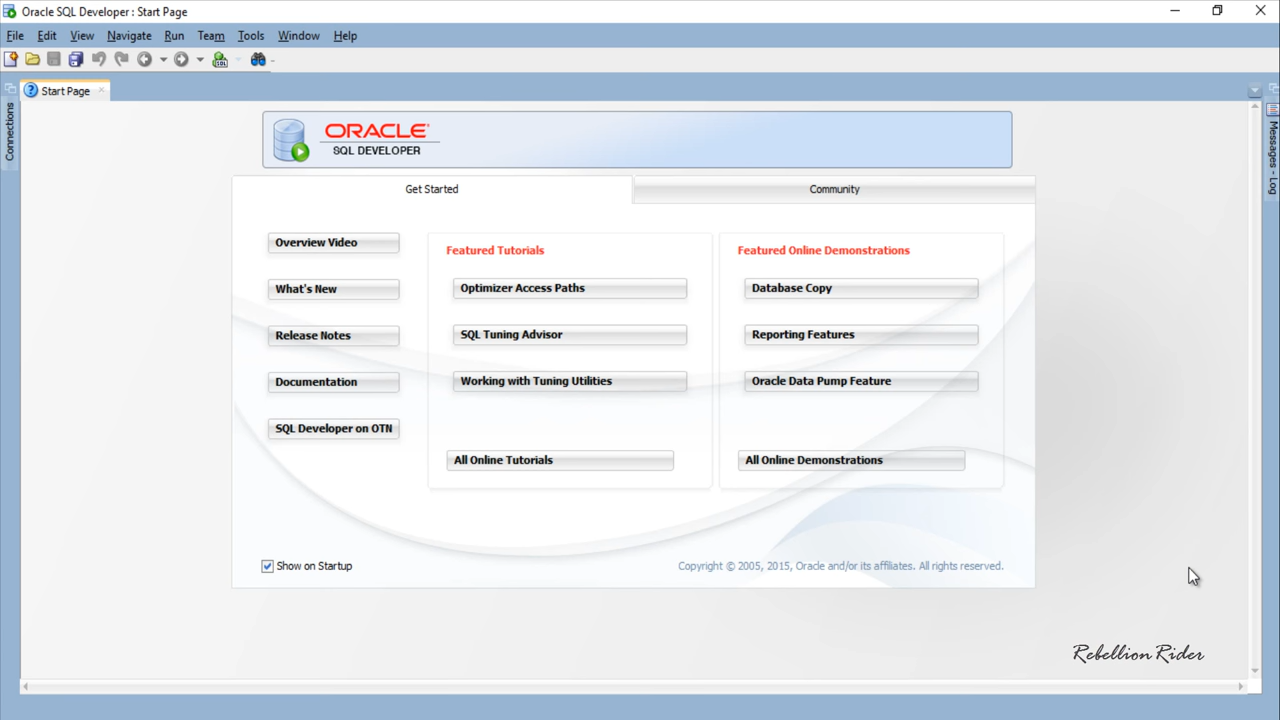 Oracle SQL Developer : Start Page
File Edit View Navigate Run Team Tools Window Help
Start Page
Connections
Messages - Log
ORACLE
SQL DEVELOPER
Get Started
Community
Overview Video
What's New
Release Notes
Documentation
SQL Developer on OTN
Featured Tutorials
Optimizer Access Paths
SQL Tuning Advisor
Working with Tuning Utilities
All Online Tutorials
Featured Online Demonstrations
Database Copy
Reporting Features
Oracle Data Pump Feature
All Online Demonstrations
Show on Startup
Copyright © 2005, 2015, Oracle and/or its affiliates. All rights reserved.
Rebellion Rider